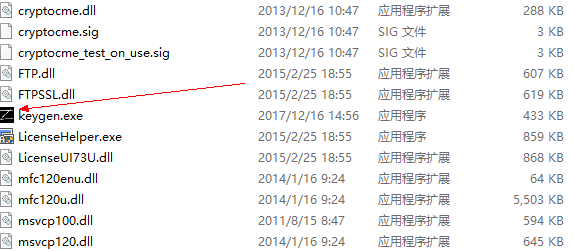 cryptocme.dll 2013/12/16 10:47 应用程序扩展 288 KB
cryptocme.sig 2013/12/16 10:47 SIG 文件 3 KB
cryptocme_test_on_use.sig 2013/12/16 10:47 SIG 文件 3 KB
FTP.dll 2015/2/25 18:55 应用程序扩展 607 KB
FTPSSL.dll 2015/2/25 18:55 应用程序扩展 619 KB
keygen.exe 2017/12/16 14:56 应用程序 433 KB
LicenseHelper.exe 2015/2/25 18:55 应用程序 859 KB
LicenseUI73U.dll 2015/2/25 18:55 应用程序扩展 868 KB
mfc120enu.dll 2014/1/16 9:24 应用程序扩展 64 KB
mfc120u.dll 2014/1/16 9:24 应用程序扩展 5,503 KB
msvcp100.dll 2011/8/15 8:47 应用程序扩展 594 KB
msvcp120.dll 2014/1/16 9:24 应用程序扩展 645 KB